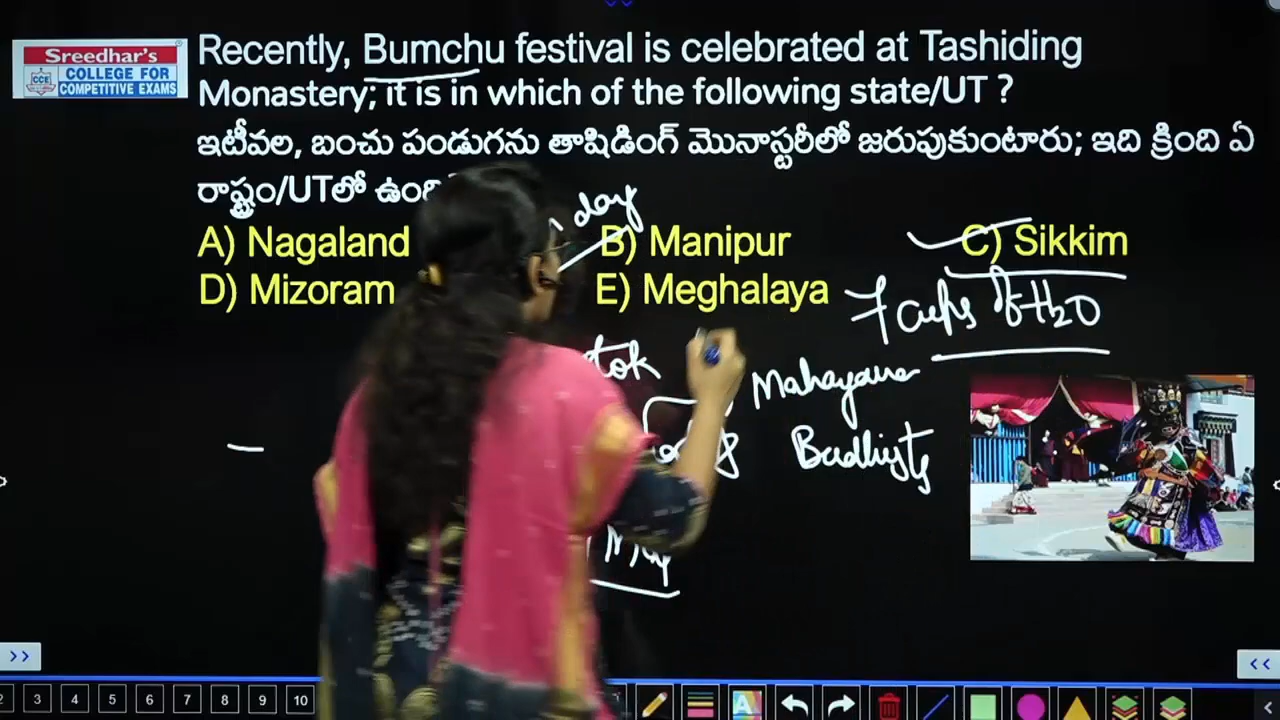 Sreedhar's
CCE
COLLEGE FOR
COMPETITIVE EXAMS
Recently, Bumchu festival is celebrated at Tashiding
Monastery; it is in which of the following state/UT ?
ఇటీవల, బంచు పండుగను తాషిడింగ్ మొనాస్టరీలో జరుపుకుంటారు; ఇది క్రింది ఏ
రాష్ట్రం/UTలో
day
A) Nagaland B) Manipur C) Sikkim
D) Mizoram E) Meghalaya
7 Cups of H2O
tok
Mahayana
Budhists
>>
<<
2 3 4 5 6 7 8 9 10